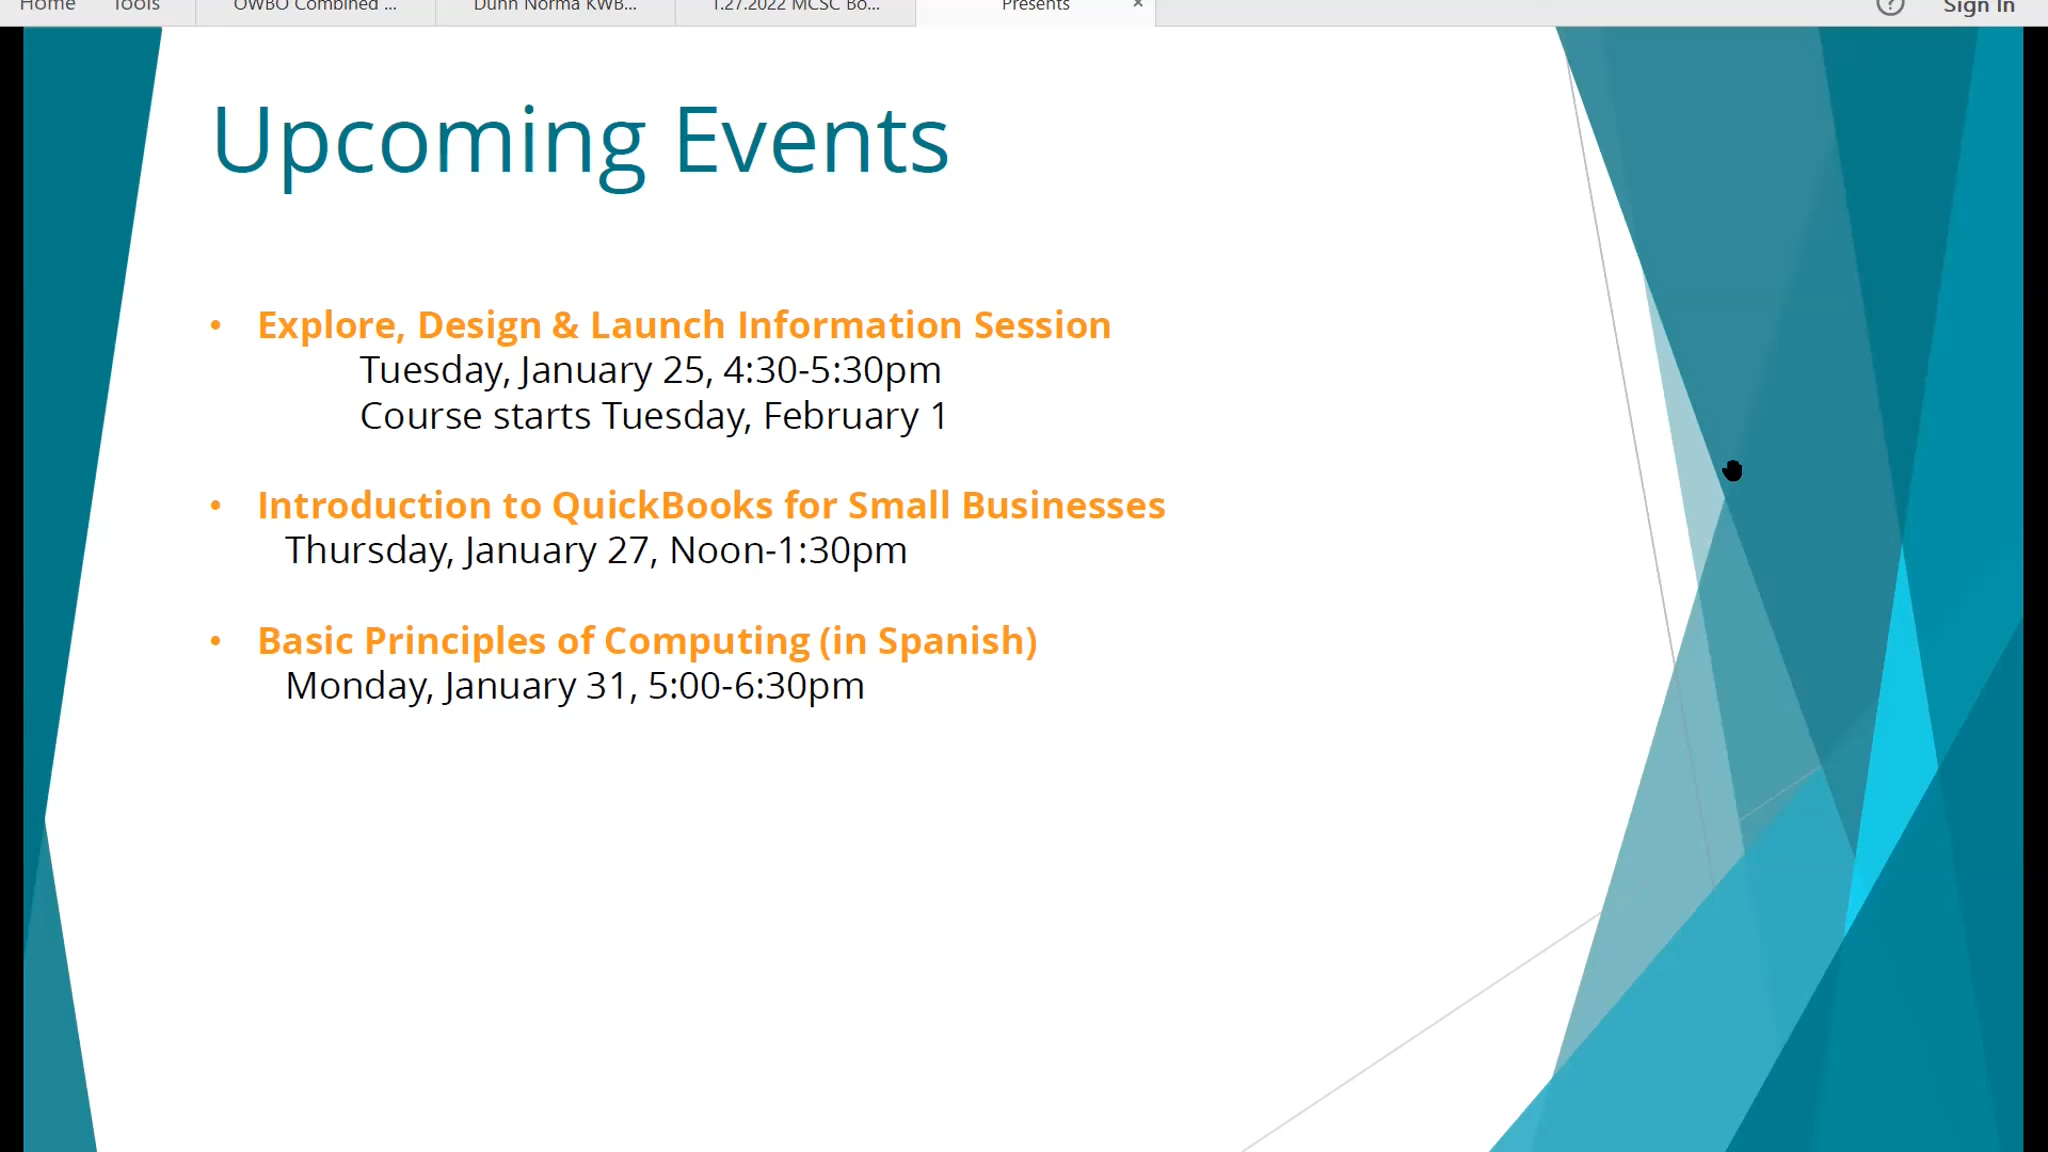 Home Tools OWBO Combined ... Dunn Norma KWB... 1.27.2022 MCSC Bo... Presents × ? Sign In
Upcoming Events
• Explore, Design & Launch Information Session
Tuesday, January 25, 4:30-5:30pm
Course starts Tuesday, February 1
• Introduction to QuickBooks for Small Businesses
Thursday, January 27, Noon-1:30pm
• Basic Principles of Computing (in Spanish)
Monday, January 31, 5:00-6:30pm